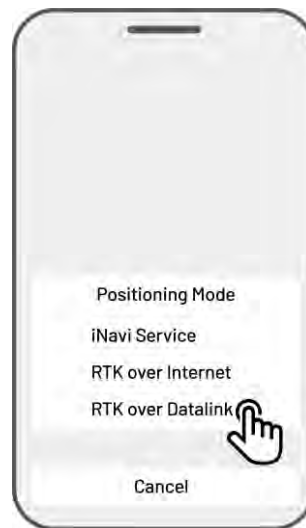 Positioning Mode
iNavi Service
RTK over Internet
RTK over Datalink
Cancel